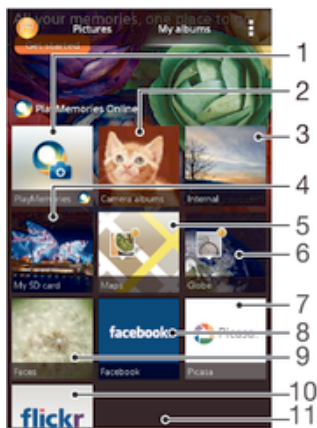 All your memories, one place to
Pictures My albums
Get started
PlayMemories Online
1
2
3
PlayMemories
Camera albums
Internal
4
5
6
My SD card
Maps
Globe
7
facebook
8
Picasa
9
Faces
Facebook
Picasa
10
flickr
11